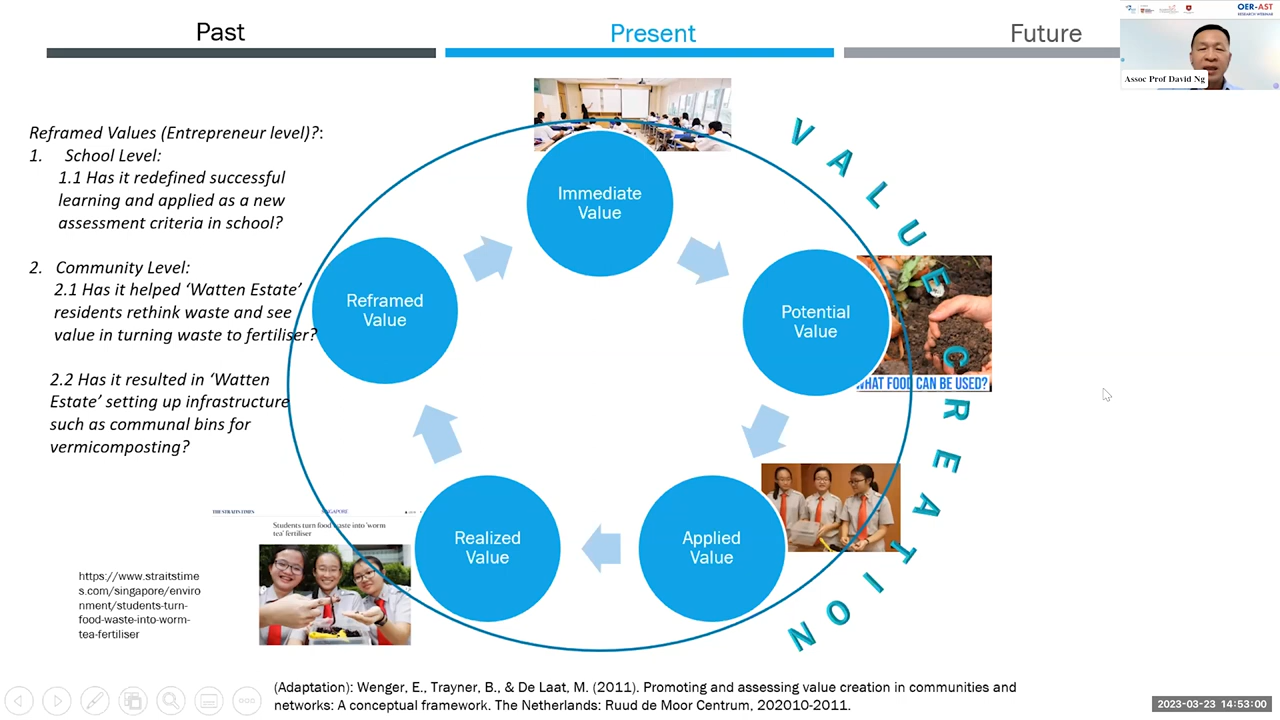 Past
Present
Future
OER-AST
RESEARCH WEBINAR
Assoc Prof David Ng
Reframed Values (Entrepreneur level)?:
1. School Level:
1.1 Has it redefined successful
learning and applied as a new
assessment criteria in school?
2. Community Level:
2.1 Has it helped ‘Watten Estate’
residents rethink waste and see
value in turning waste to fertiliser?
2.2 Has it resulted in ‘Watten
Estate’ setting up infrastructure
such as communal bins for
vermicomposting?
Immediate
Value
Potential
Value
Applied
Value
Realized
Value
Reframed
Value
VALUE CREATION
WHAT FOOD CAN BE USED?
THE STRAITS TIMES
SINGAPORE
Students turn food waste into 'worm
tea' fertiliser
https://www.straitstime
s.com/singapore/enviro
nment/students-turn-
food-waste-into-worm-
tea-fertiliser
(Adaptation): Wenger, E., Trayner, B., & De Laat, M. (2011). Promoting and assessing value creation in communities and
networks: A conceptual framework. The Netherlands: Ruud de Moor Centrum, 202010-2011.
2023-03-23 14:53:00